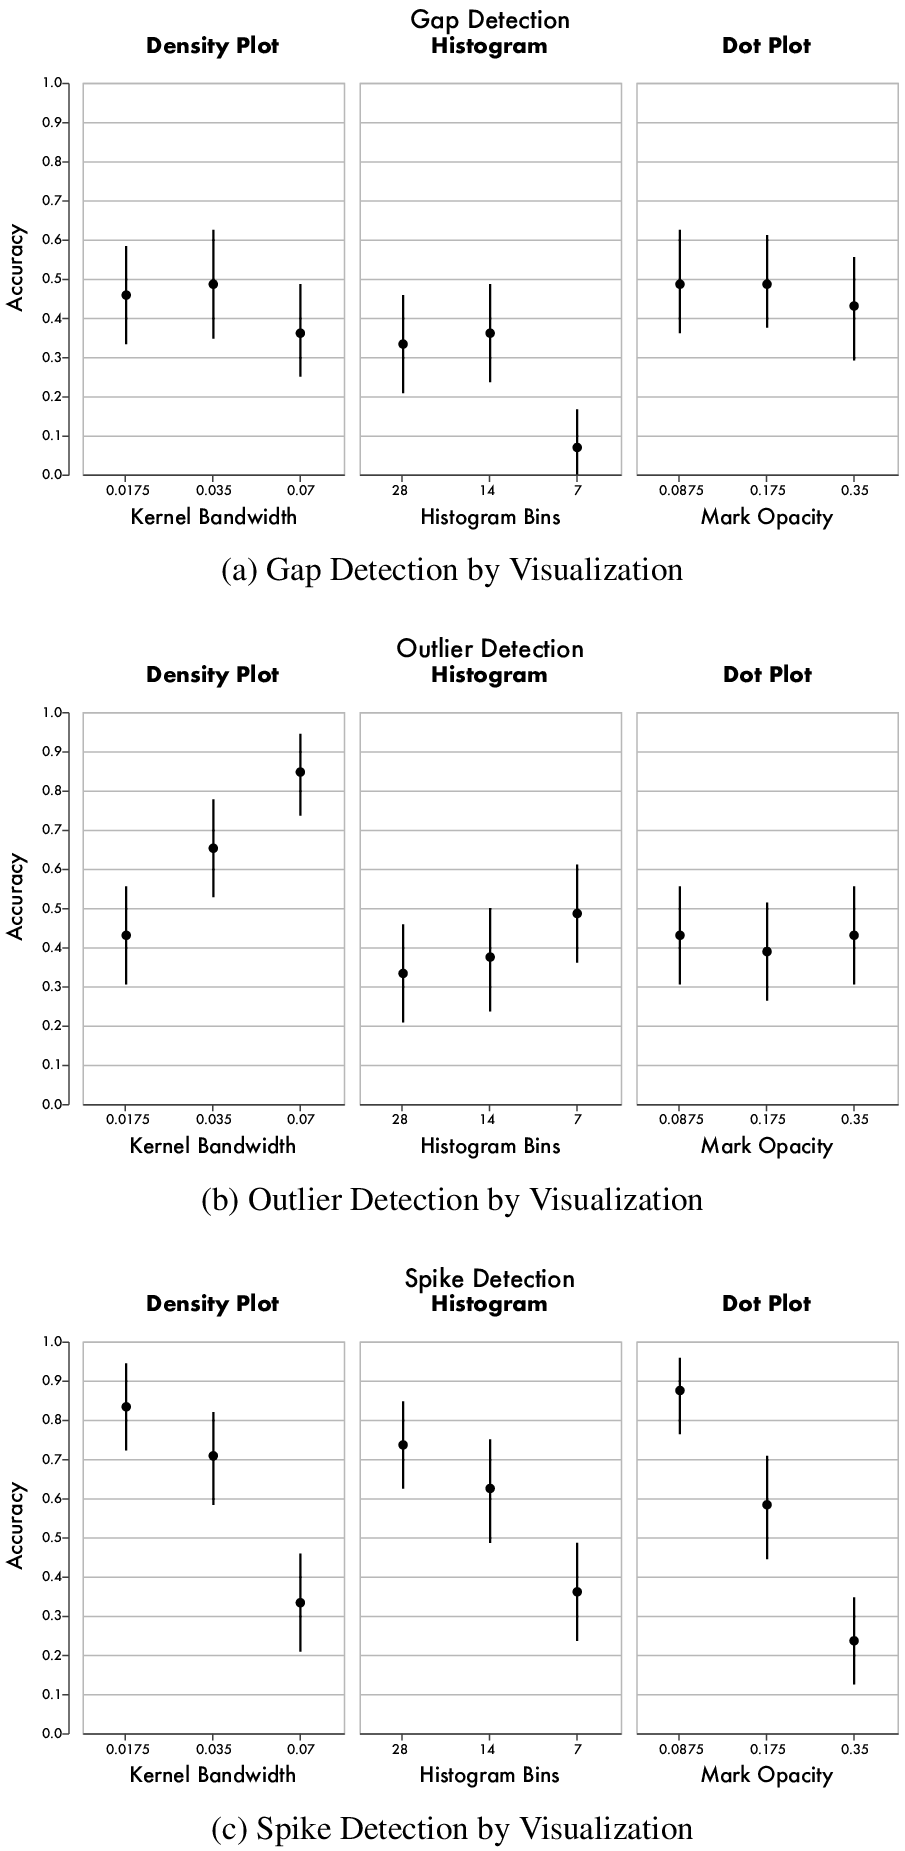 Gap Detection
Density Plot Histogram Dot Plot
1.0
0.9
0.8
0.7
0.6
0.5
0.4
0.3
0.2
0.1
0.0
Accuracy
0.0175 0.035 0.07 28 14 7 0.0875 0.175 0.35
Kernel Bandwidth Histogram Bins Mark Opacity
(a) Gap Detection by Visualization
Outlier Detection
Density Plot Histogram Dot Plot
1.0
0.9
0.8
0.7
0.6
0.5
0.4
0.3
0.2
0.1
0.0
Accuracy
0.0175 0.035 0.07 28 14 7 0.0875 0.175 0.35
Kernel Bandwidth Histogram Bins Mark Opacity
(b) Outlier Detection by Visualization
Spike Detection
Density Plot Histogram Dot Plot
1.0
0.9
0.8
0.7
0.6
0.5
0.4
0.3
0.2
0.1
0.0
Accuracy
0.0175 0.035 0.07 28 14 7 0.0875 0.175 0.35
Kernel Bandwidth Histogram Bins Mark Opacity
(c) Spike Detection by Visualization